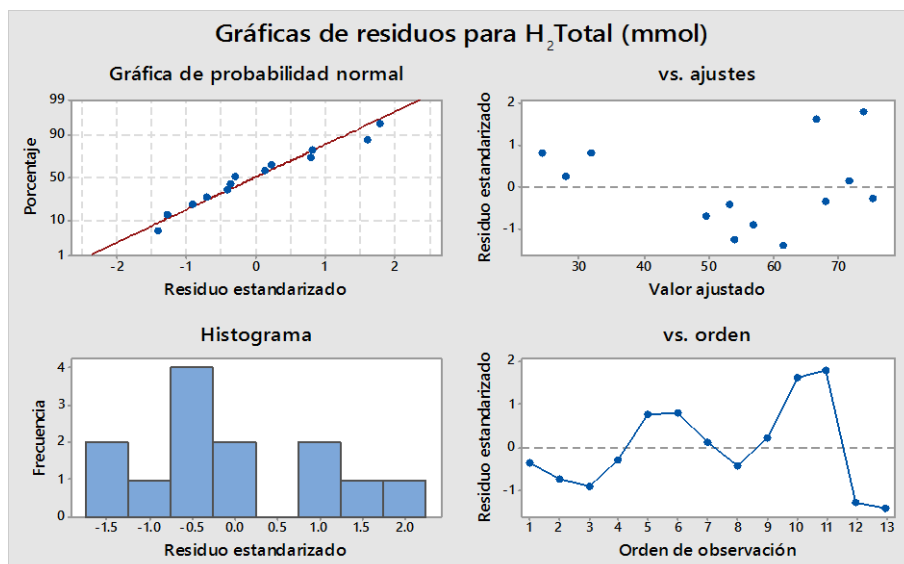 Gráficas de residuos para H2Total (mmol)
Gráfica de probabilidad normal
99
90
50
10
1
Porcentaje
-2 -1 0 1 2
Residuo estandarizado
vs. ajustes
2
1
0
-1
Residuo estandarizado
30 40 50 60 70
Valor ajustado
Histograma
4
3
2
1
0
Frecuencia
-1.5 -1.0 -0.5 0.0 0.5 1.0 1.5 2.0
Residuo estandarizado
vs. orden
2
1
0
-1
Residuo estandarizado
1 2 3 4 5 6 7 8 9 10 11 12 13
Orden de observación